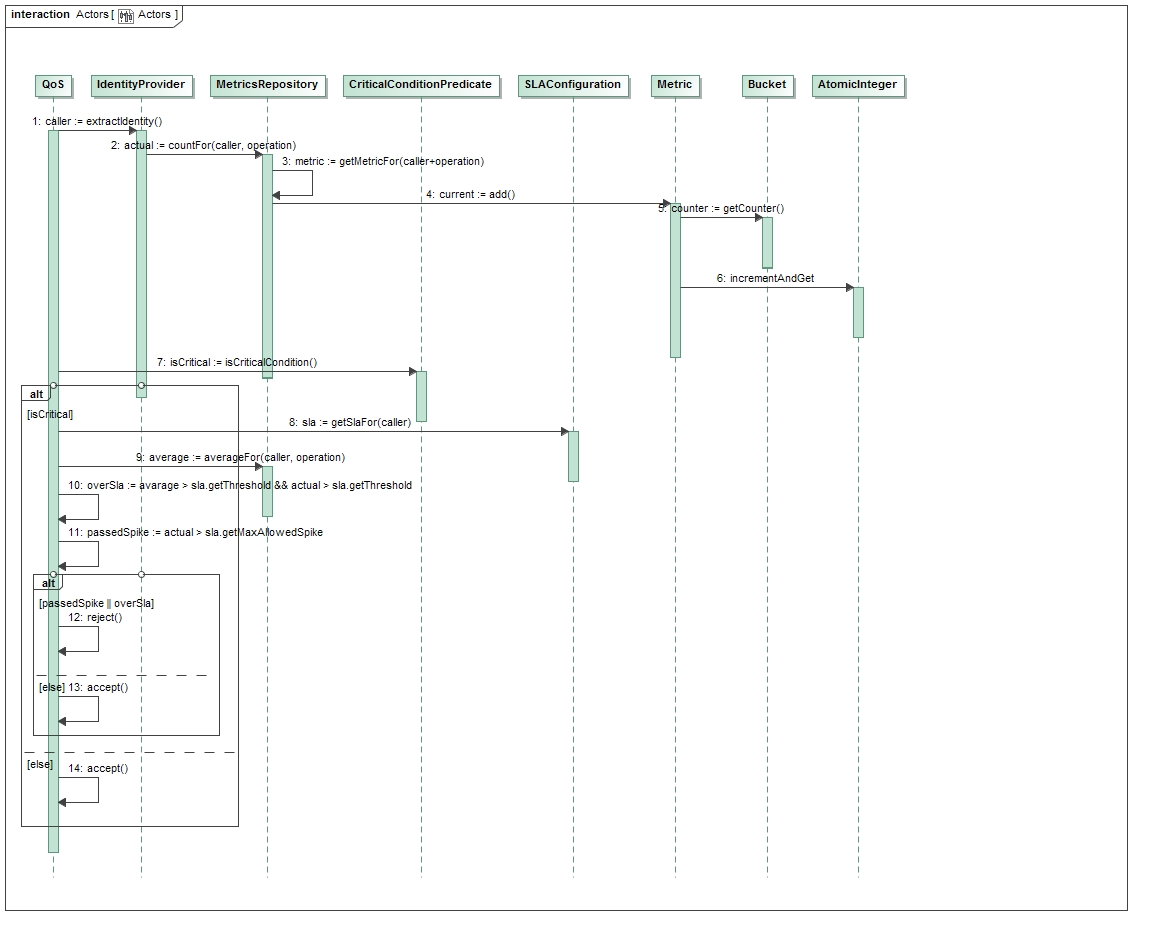 interaction Actors [ Actors ]
QoS IdentityProvider MetricsRepository CriticalConditionPredicate SLAConfiguration Metric Bucket AtomicInteger
1: caller := extractIdentity()
2: actual := countFor(caller, operation)
3: metric := getMetricFor(caller+operation)
4: current := add()
5: counter := getCounter()
6: incrementAndGet
7: isCritical := isCriticalCondition()
alt
[isCritical]
8: sla := getSlaFor(caller)
9: average := averageFor(caller, operation)
10: overSla := avarage > sla.getThreshold && actual > sla.getThreshold
11: passedSpike := actual > sla.getMaxAllowedSpike
alt
[passedSpike || overSla]
12: reject()
[else] 13: accept()
[else] 14: accept()